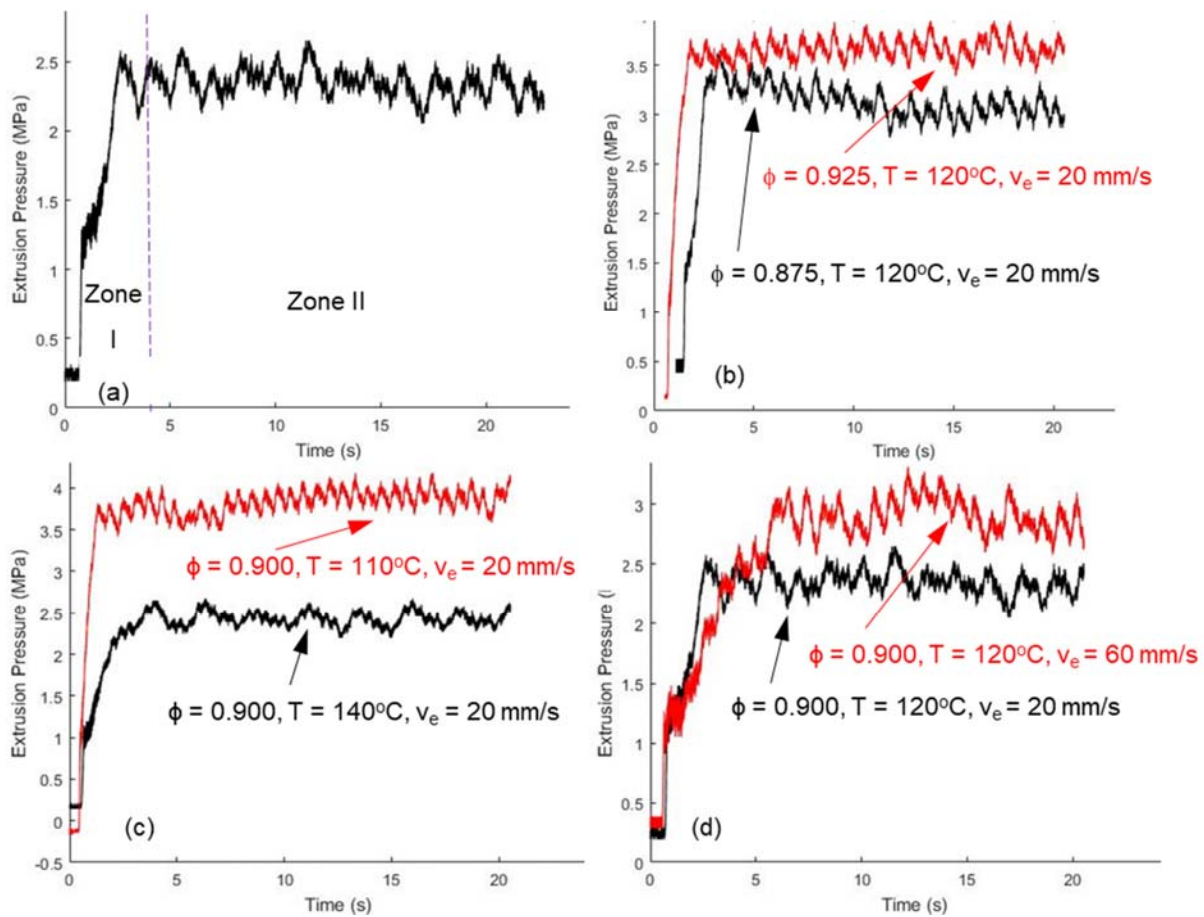 2.5
2
1.5
1
0.5
0
Extrusion Pressure (MPa)
Zone
I
Zone II
(a)
0 5 10 15 20
Time (s)
3.5
3
2.5
2
1.5
1
0.5
0
Extrusion Pressure (MPa)
ϕ = 0.925, T = 120°C, vₑ = 20 mm/s
ϕ = 0.875, T = 120°C, vₑ = 20 mm/s
(b)
0 5 10 15 20
Time (s)
4
3.5
3
2.5
2
1.5
1
0.5
0
-0.5
Extrusion Pressure (MPa)
ϕ = 0.900, T = 110°C, vₑ = 20 mm/s
ϕ = 0.900, T = 140°C, vₑ = 20 mm/s
(c)
0 5 10 15 20
Time (s)
3
2.5
2
1.5
1
0.5
0
Extrusion Pressure (
ϕ = 0.900, T = 120°C, vₑ = 60 mm/s
ϕ = 0.900, T = 120°C, vₑ = 20 mm/s
(d)
0 5 10 15 20
Time (s)